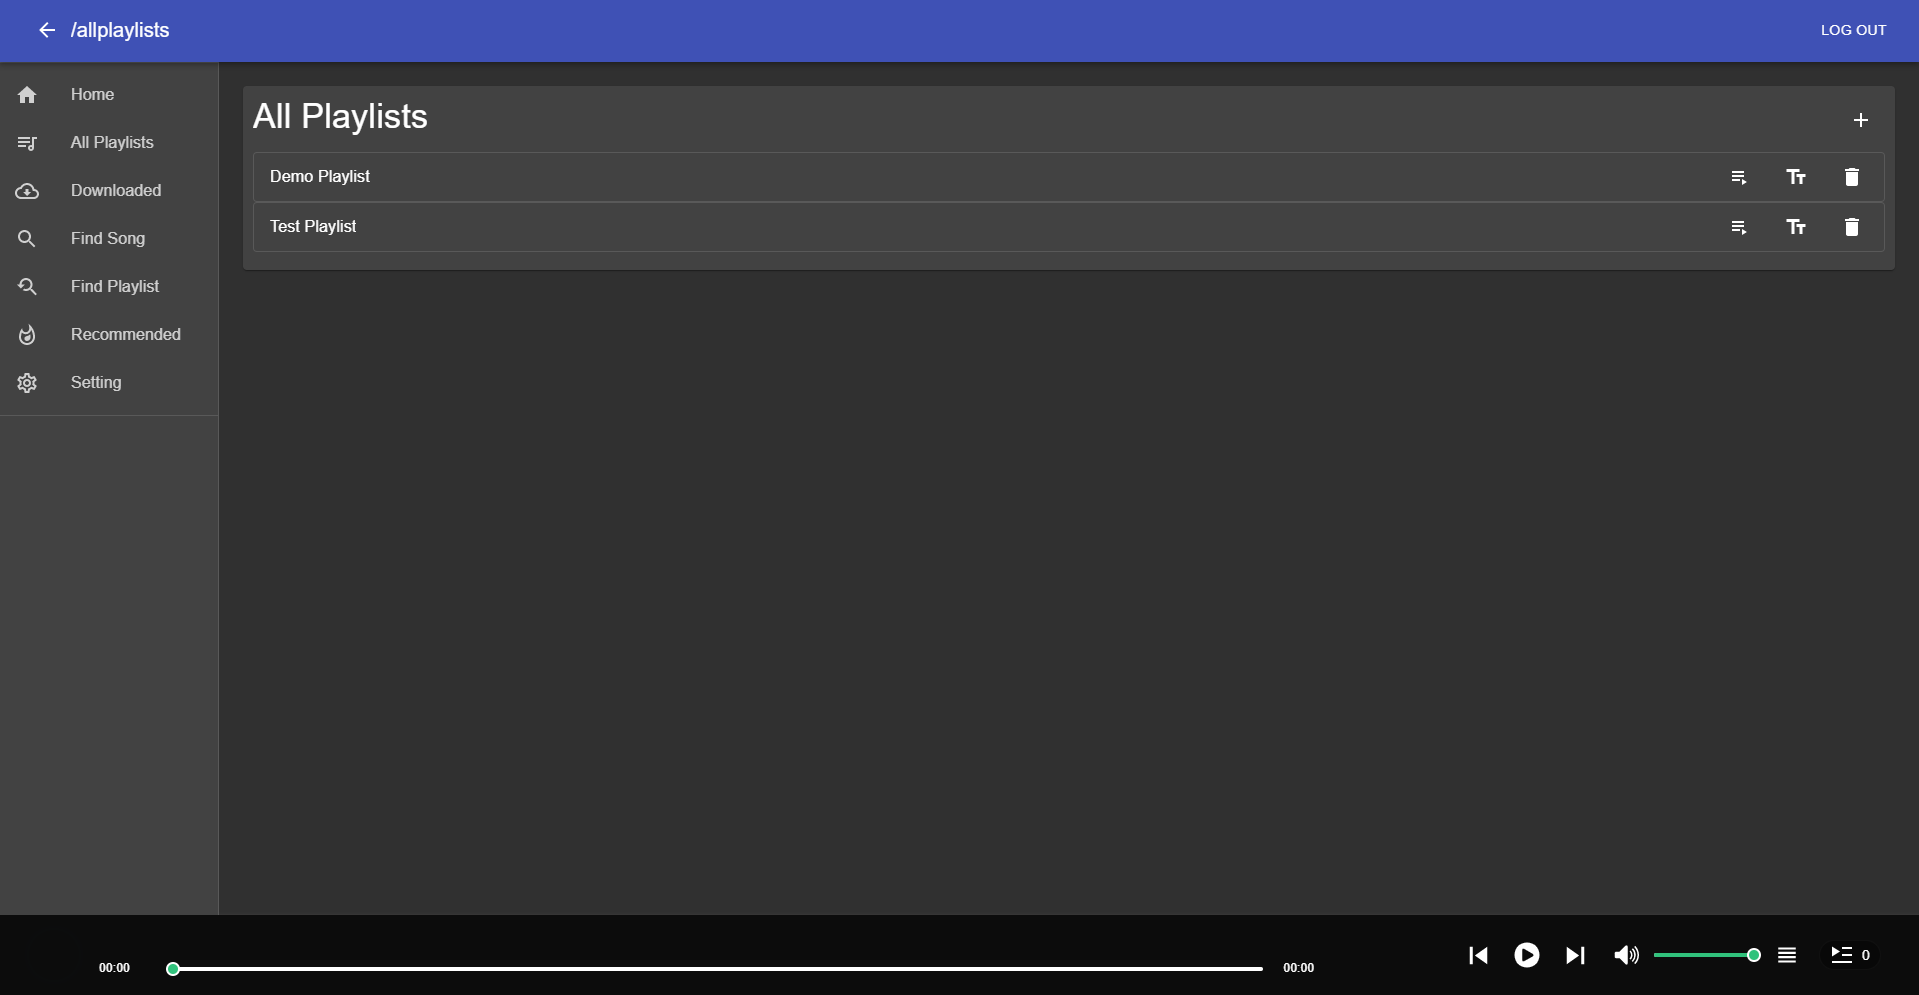 /allplaylists
LOG OUT
Home
All Playlists
Downloaded
Find Song
Find Playlist
Recommended
Setting
All Playlists
Demo Playlist
Test Playlist
00:00
00:00
0